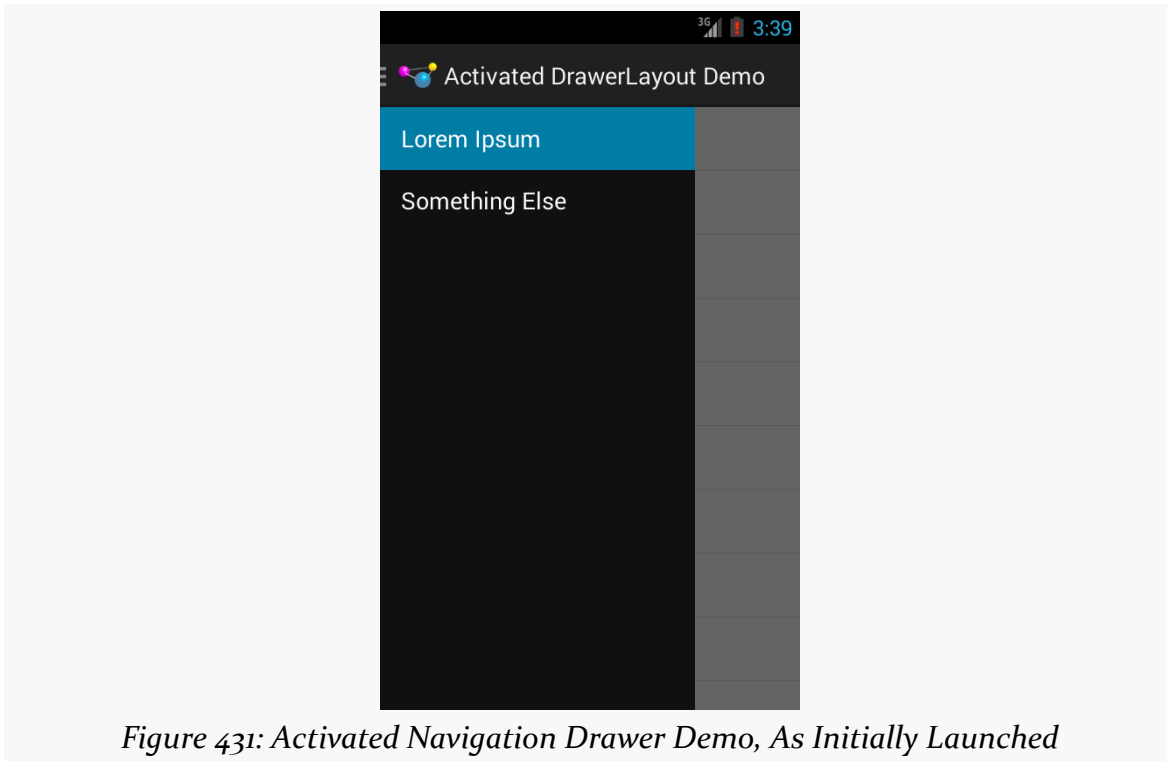 3G 3:39
Activated DrawerLayout Demo
Lorem Ipsum
Something Else
Figure 431: Activated Navigation Drawer Demo, As Initially Launched